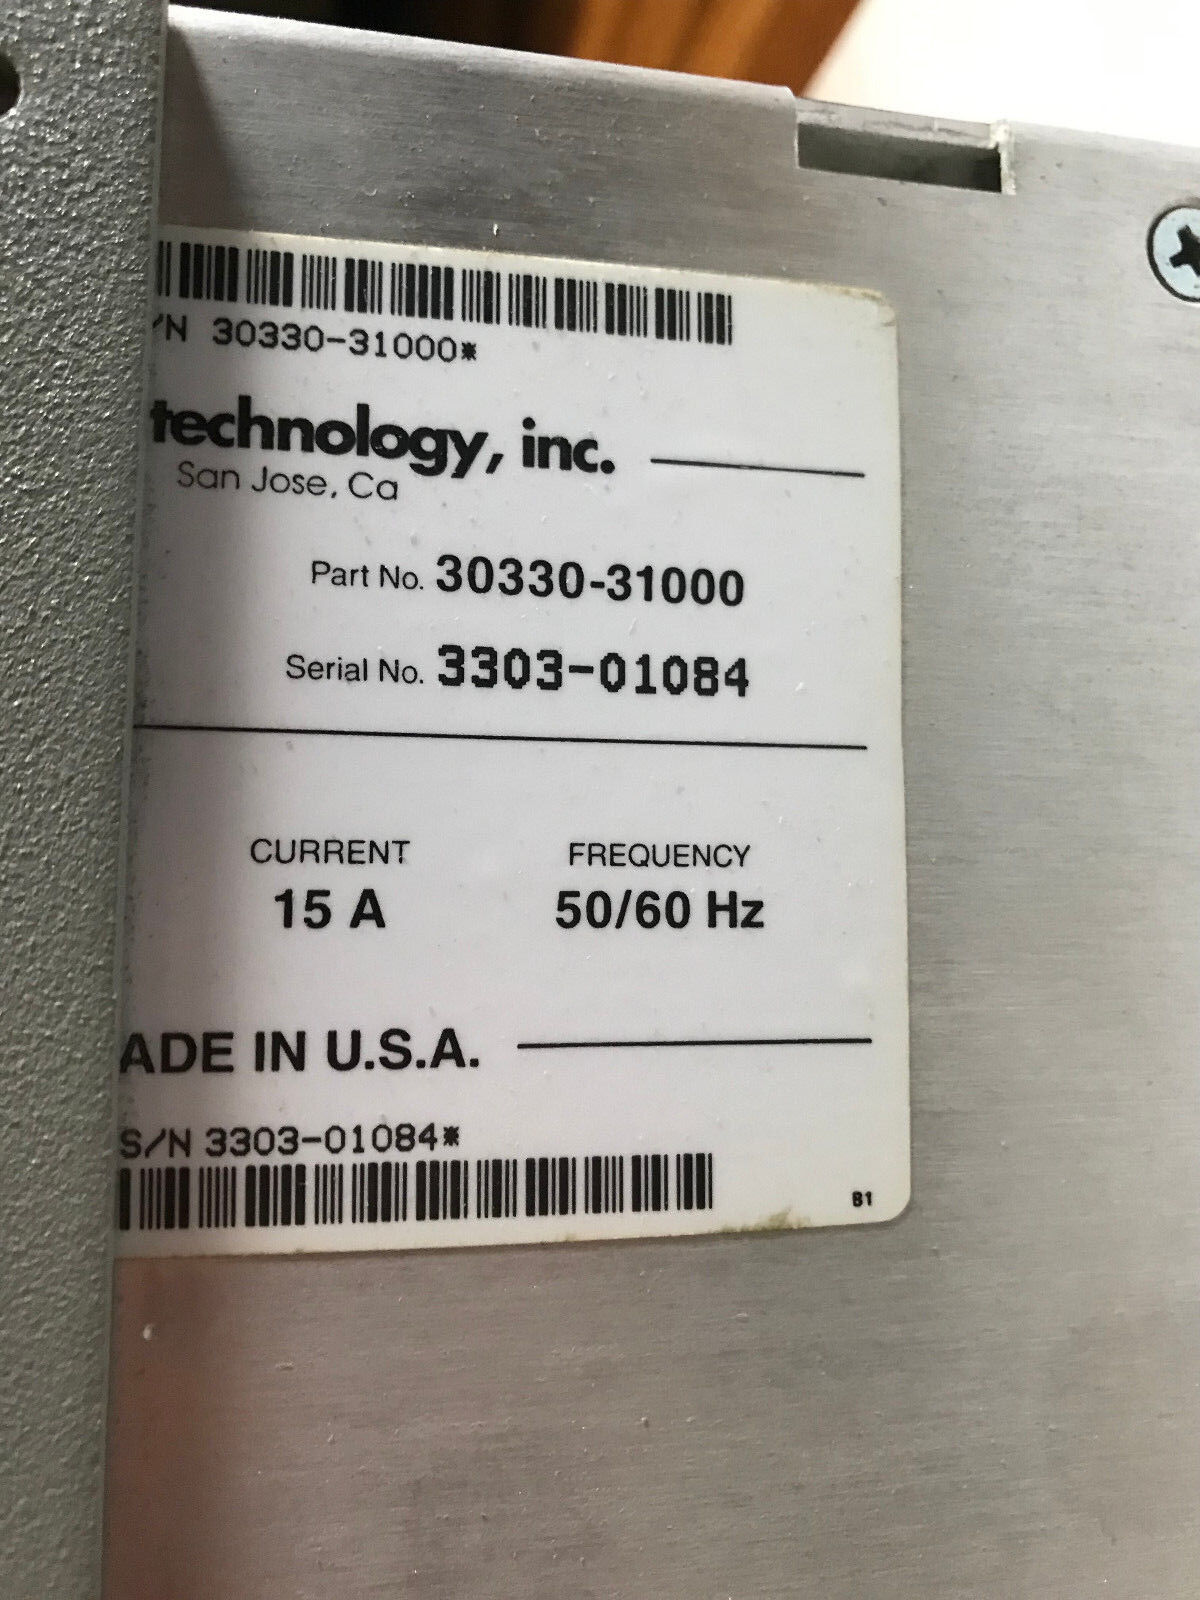 /N 30330-31000*
technology, inc.
San Jose, Ca
Part No. 30330-31000
Serial No. 3303-01084
CURRENT FREQUENCY
15 A 50/60 Hz
ADE IN U.S.A.
S/N 3303-01084*
B1